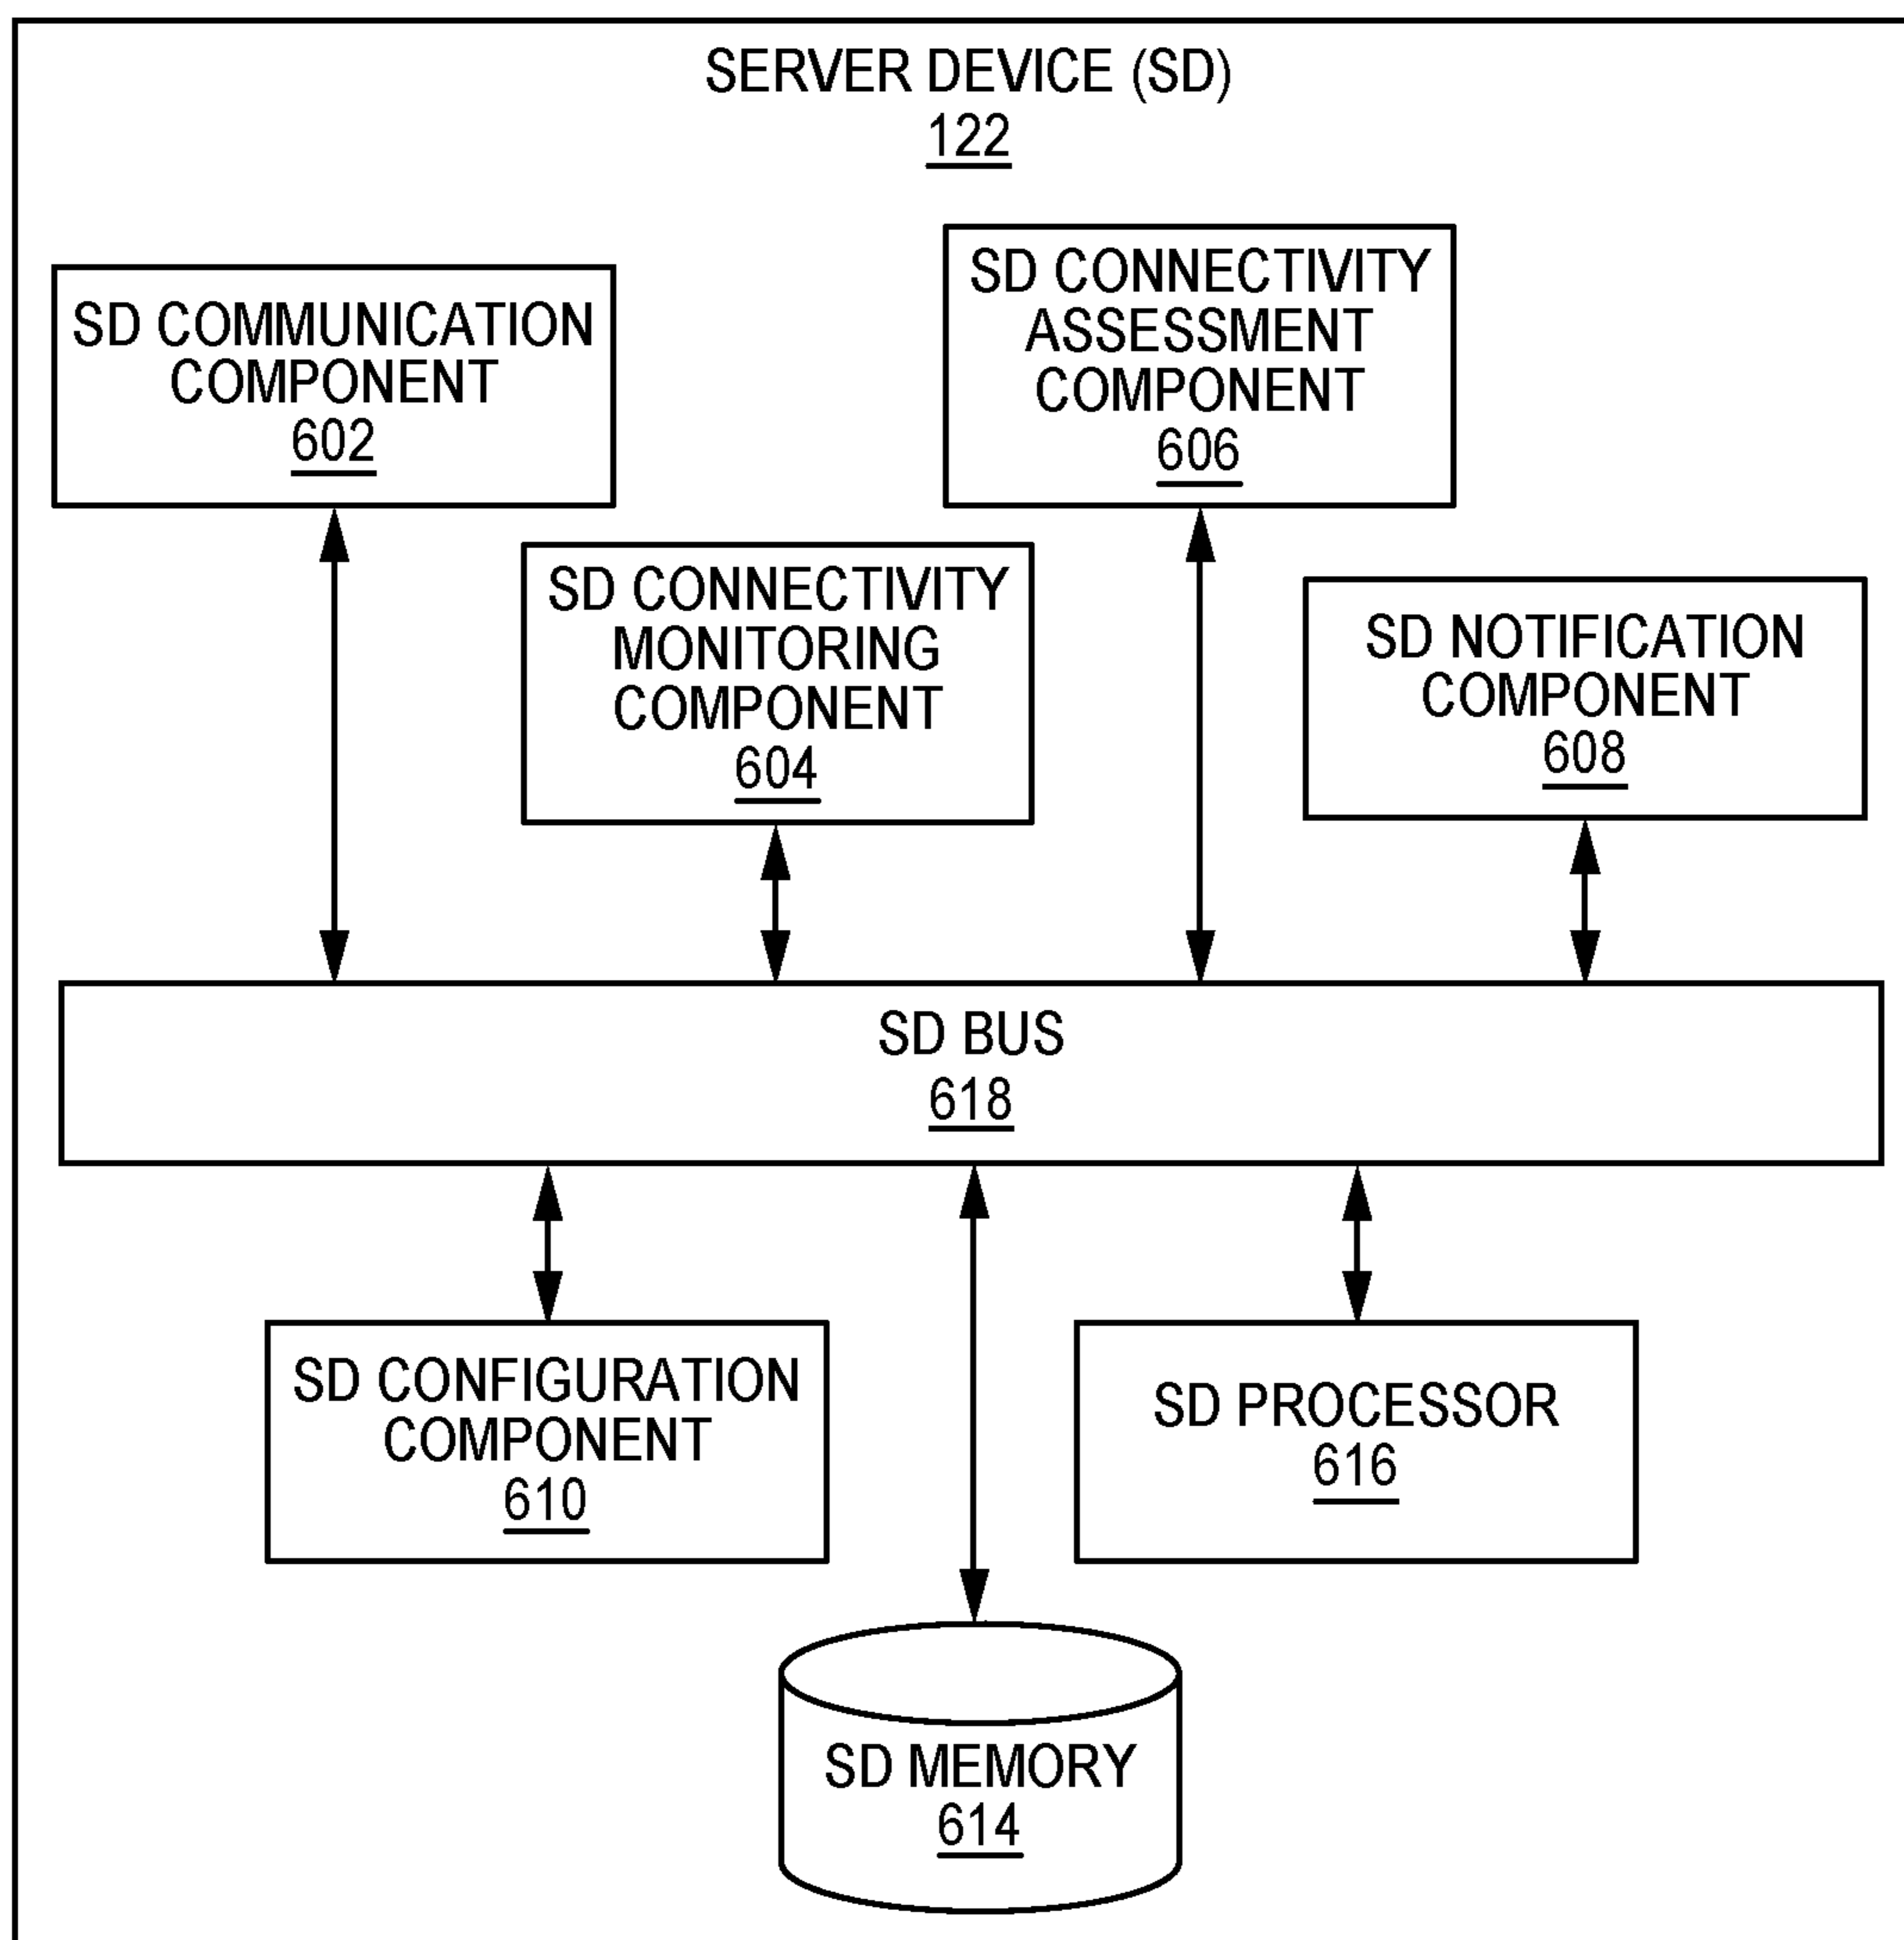 SERVER DEVICE (SD)
122
SD COMMUNICATION
COMPONENT
602
SD CONNECTIVITY
ASSESSMENT
COMPONENT
606
SD CONNECTIVITY
MONITORING
COMPONENT
604
SD NOTIFICATION
COMPONENT
608
SD BUS
618
SD CONFIGURATION
COMPONENT
610
SD PROCESSOR
616
SD MEMORY
614